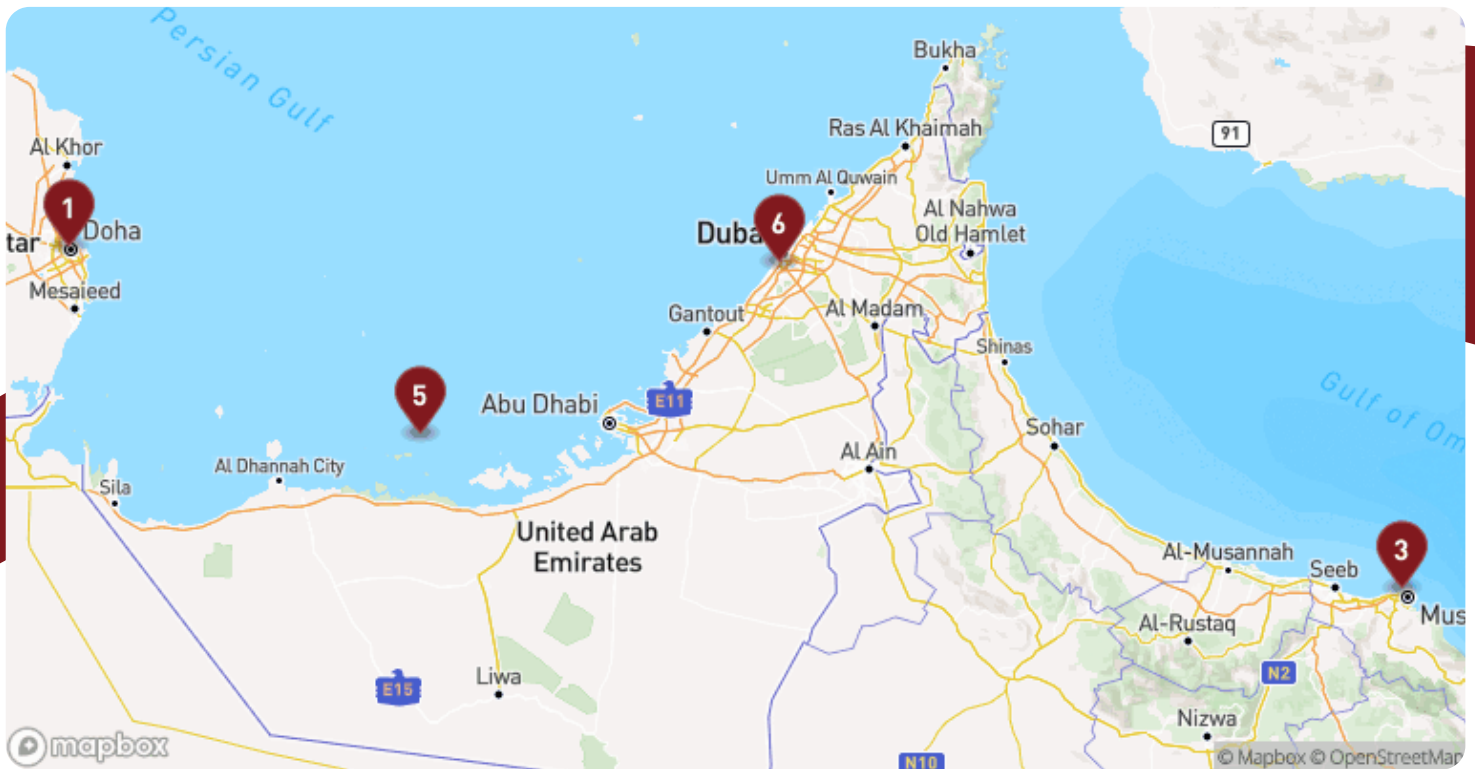 Persian Gulf
Bukha
91
Ras Al Khaimah
Al Khor
Umm Al Quwain
1
Doha
tar
6
Duba
Al Nahwa
Old Hamlet
Mesaieed
Gantout
Al Madam
Shinas
5
Abu Dhabi
E11
Gulf of Om
Sohar
Al Ain
Al Dhannah City
Sila
United Arab
Emirates
3
Al-Musannah
Seeb
Mus
Al-Rustaq
Liwa
E15
N2
Nizwa
mapbox
N10
© Mapbox © OpenStreetMap